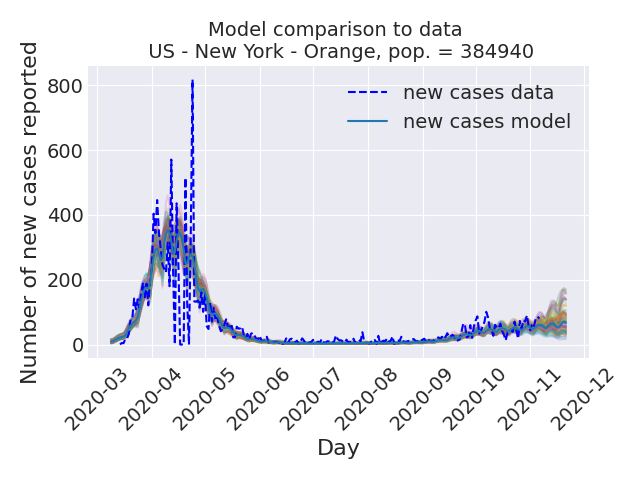 Model comparison to data
US - New York - Orange, pop. = 384940
Number of new cases reported
800
600
400
200
0
new cases data
new cases model
2020-03
2020-04
2020-05
2020-06
2020-07
2020-08
2020-09
2020-10
2020-11
2020-12
Day